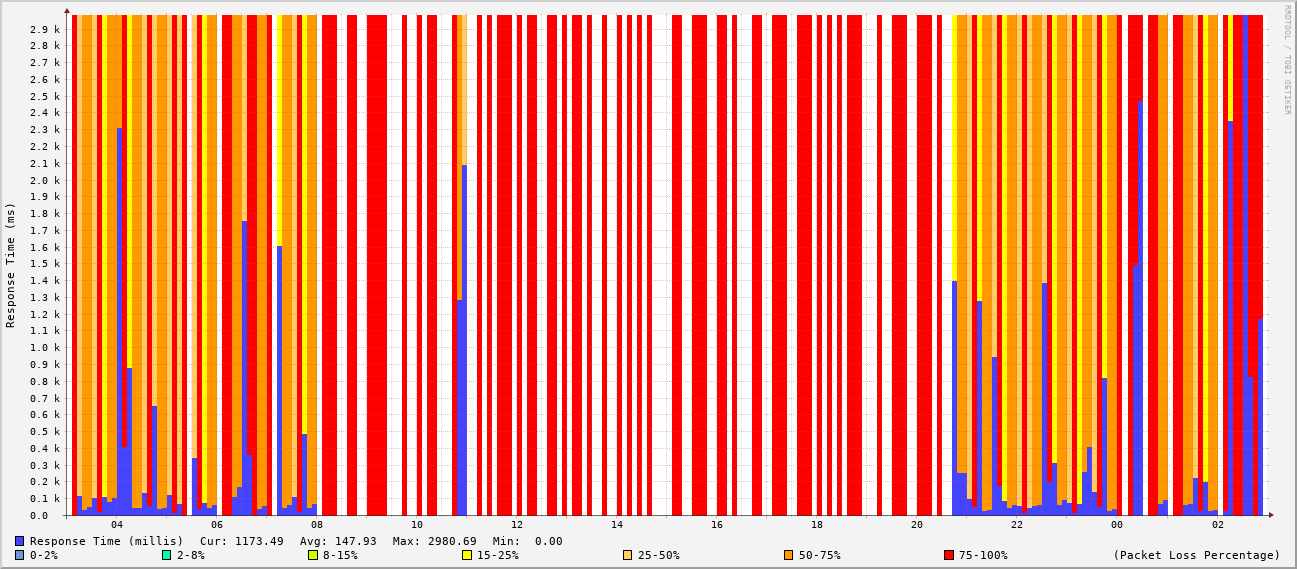 RRDTOOL / TOBI OETIKER
Response Time (ms)
2.9 k
2.8 k
2.7 k
2.6 k
2.5 k
2.4 k
2.3 k
2.2 k
2.1 k
2.0 k
1.9 k
1.8 k
1.7 k
1.6 k
1.5 k
1.4 k
1.3 k
1.2 k
1.1 k
1.0 k
0.9 k
0.8 k
0.7 k
0.6 k
0.5 k
0.4 k
0.3 k
0.2 k
0.1 k
0.0
04 06 08 10 12 14 16 18 20 22 00 02
Response Time (millis) Cur: 1173.49 Avg: 147.93 Max: 2980.69 Min: 0.00
0-2% 2-8% 8-15% 15-25% 25-50% 50-75% 75-100% (Packet Loss Percentage)